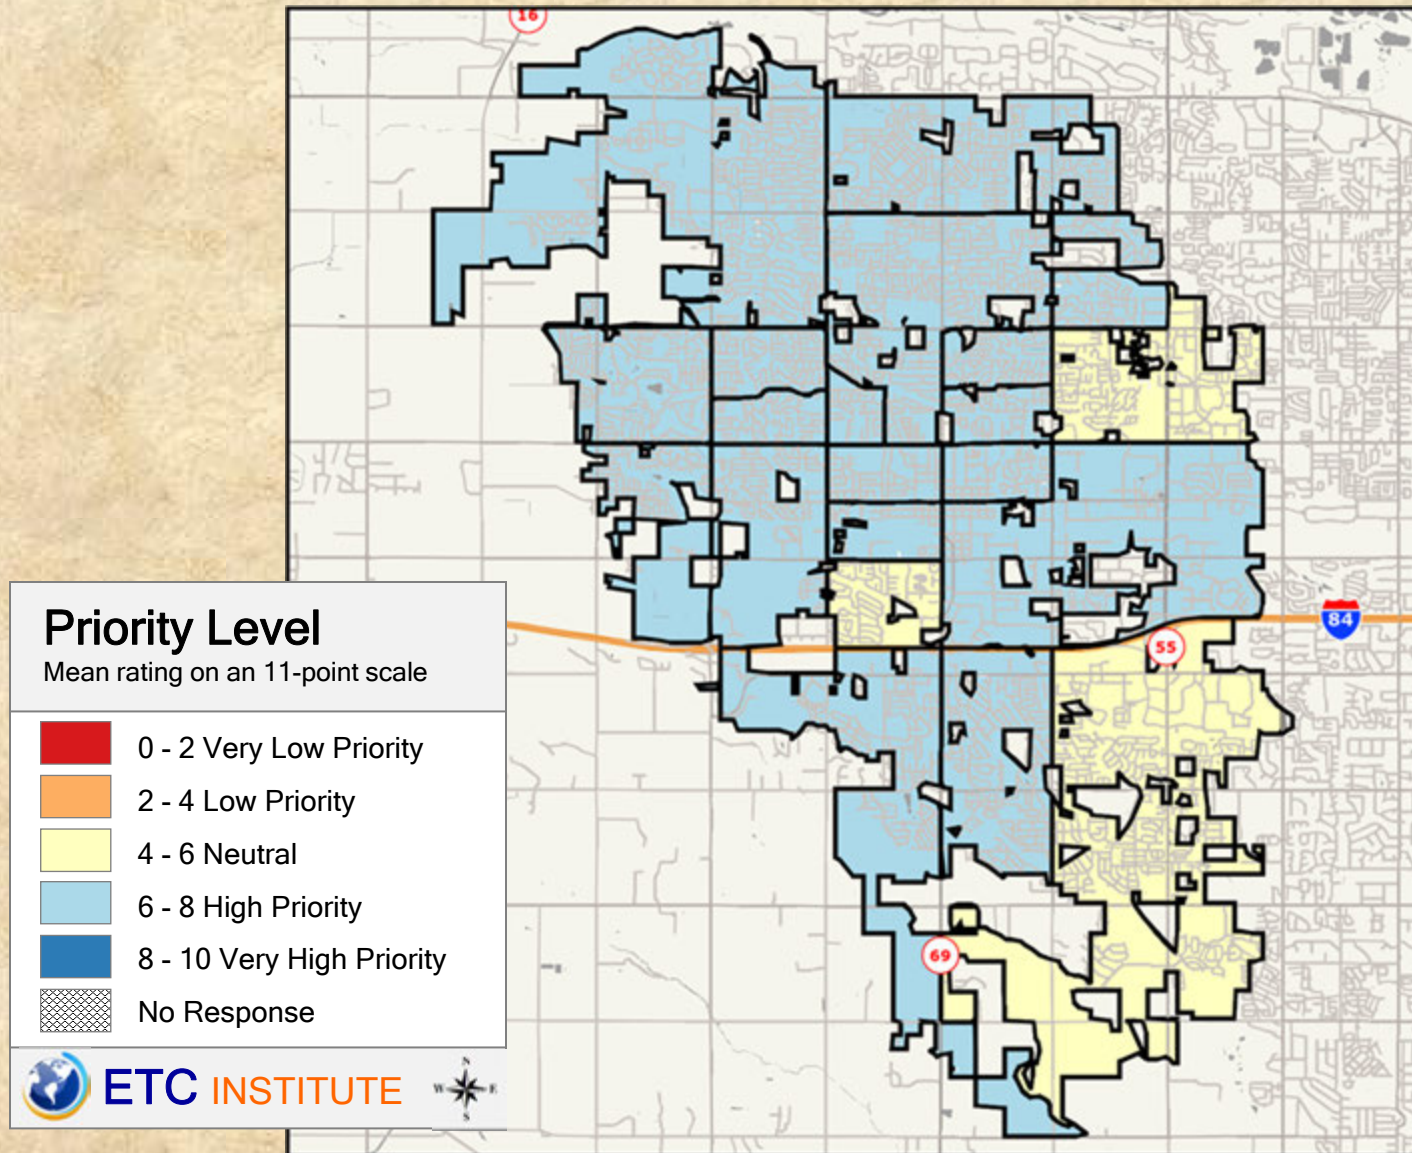 16
84
55
69
Priority Level
Mean rating on an 11-point scale
0 - 2 Very Low Priority
2 - 4 Low Priority
4 - 6 Neutral
6 - 8 High Priority
8 - 10 Very High Priority
No Response
ETC INSTITUTE
N
W E
S